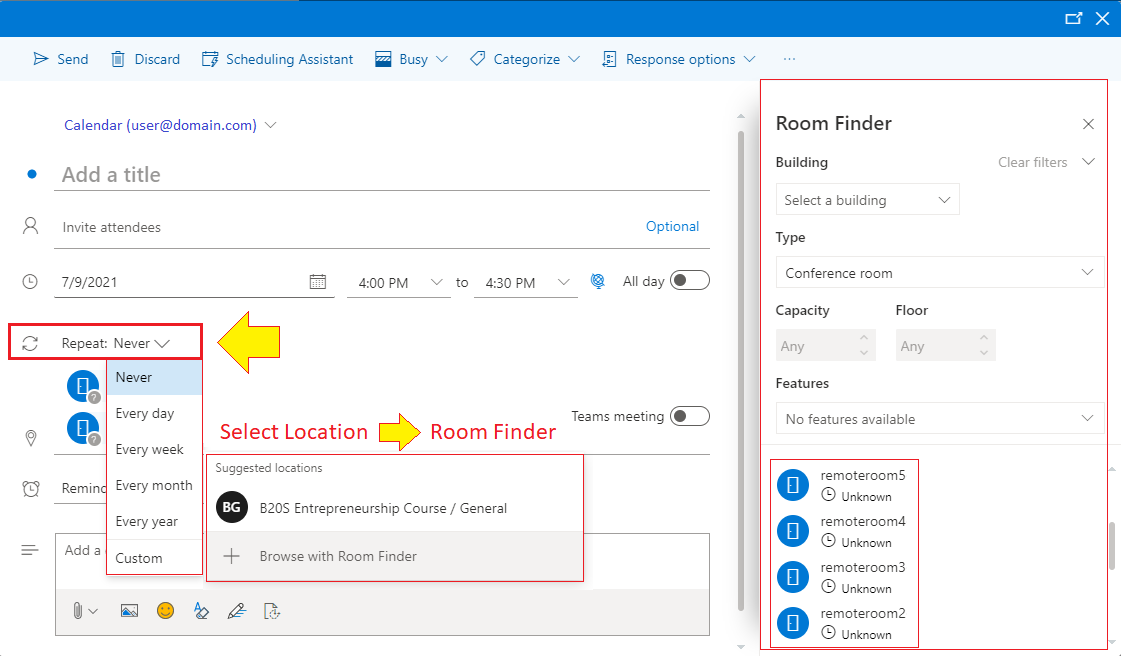 Send Discard Scheduling Assistant Busy Categorize Response options ...
Calendar (user@domain.com)
Add a title
Invite attendees Optional
7/9/2021 4:00 PM to 4:30 PM All day
Repeat: Never
Never
Every day
Every week
Every month
Every year
Custom
? 
?
Teams meeting
Select Location Room Finder
Suggested locations
BG B20S Entrepreneurship Course / General
Browse with Room Finder
Remind
Add a
Room Finder
Building Clear filters
Select a building
Type
Conference room
Capacity Floor
Any Any
Features
No features available
remoteroom5
Unknown
remoteroom4
Unknown
remoteroom3
Unknown
remoteroom2
Unknown